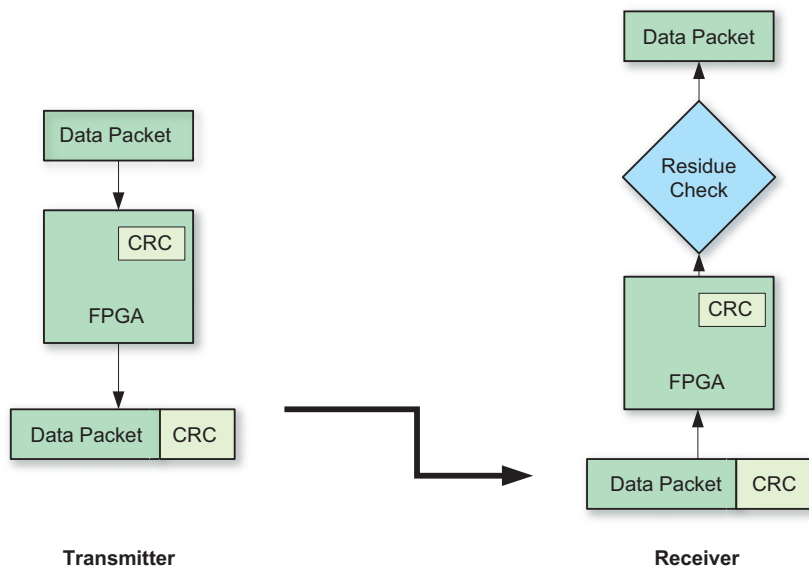 Data Packet
CRC
FPGA
Data Packet
CRC
Transmitter
Data Packet
Residue
Check
CRC
FPGA
Data Packet
CRC
Receiver